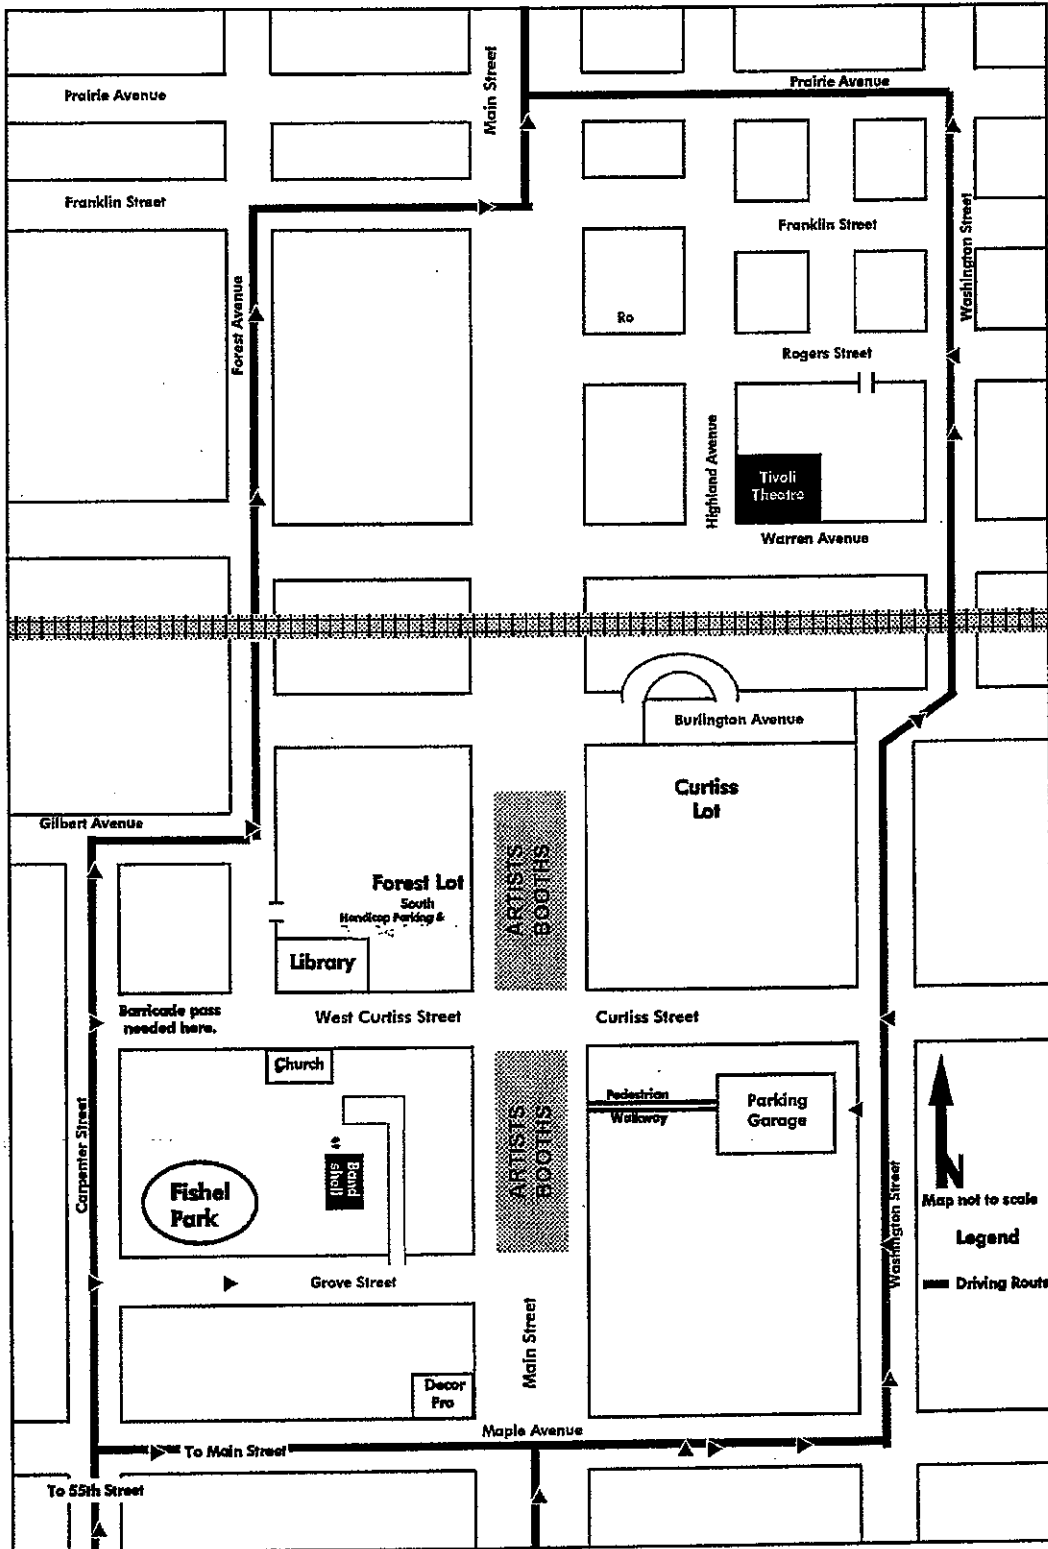 Prairie Avenue
Main Street
Prairie Avenue
Franklin Street
Franklin Street
Washington Street
Forest Avenue
Ro
Rogers Street
Highland Avenue
Tivoli
Theatre
Warren Avenue
Burlington Avenue
Curtiss
Lot
Gilbert Avenue
ARTISTS
BOOTHS
Forest Lot
South
Handicap Parking &
Library
Barricade pass
needed here.
West Curtiss Street
Curtiss Street
Church
Carpenter Street
Fishel
Park
Band
shell
ARTISTS
BOOTHS
Pedestrian
Walkway
Parking
Garage
Washington Street
N
Map not to scale
Legend
Driving Route
Grove Street
Main Street
Decor
Pro
Maple Avenue
To Main Street
To 55th Street